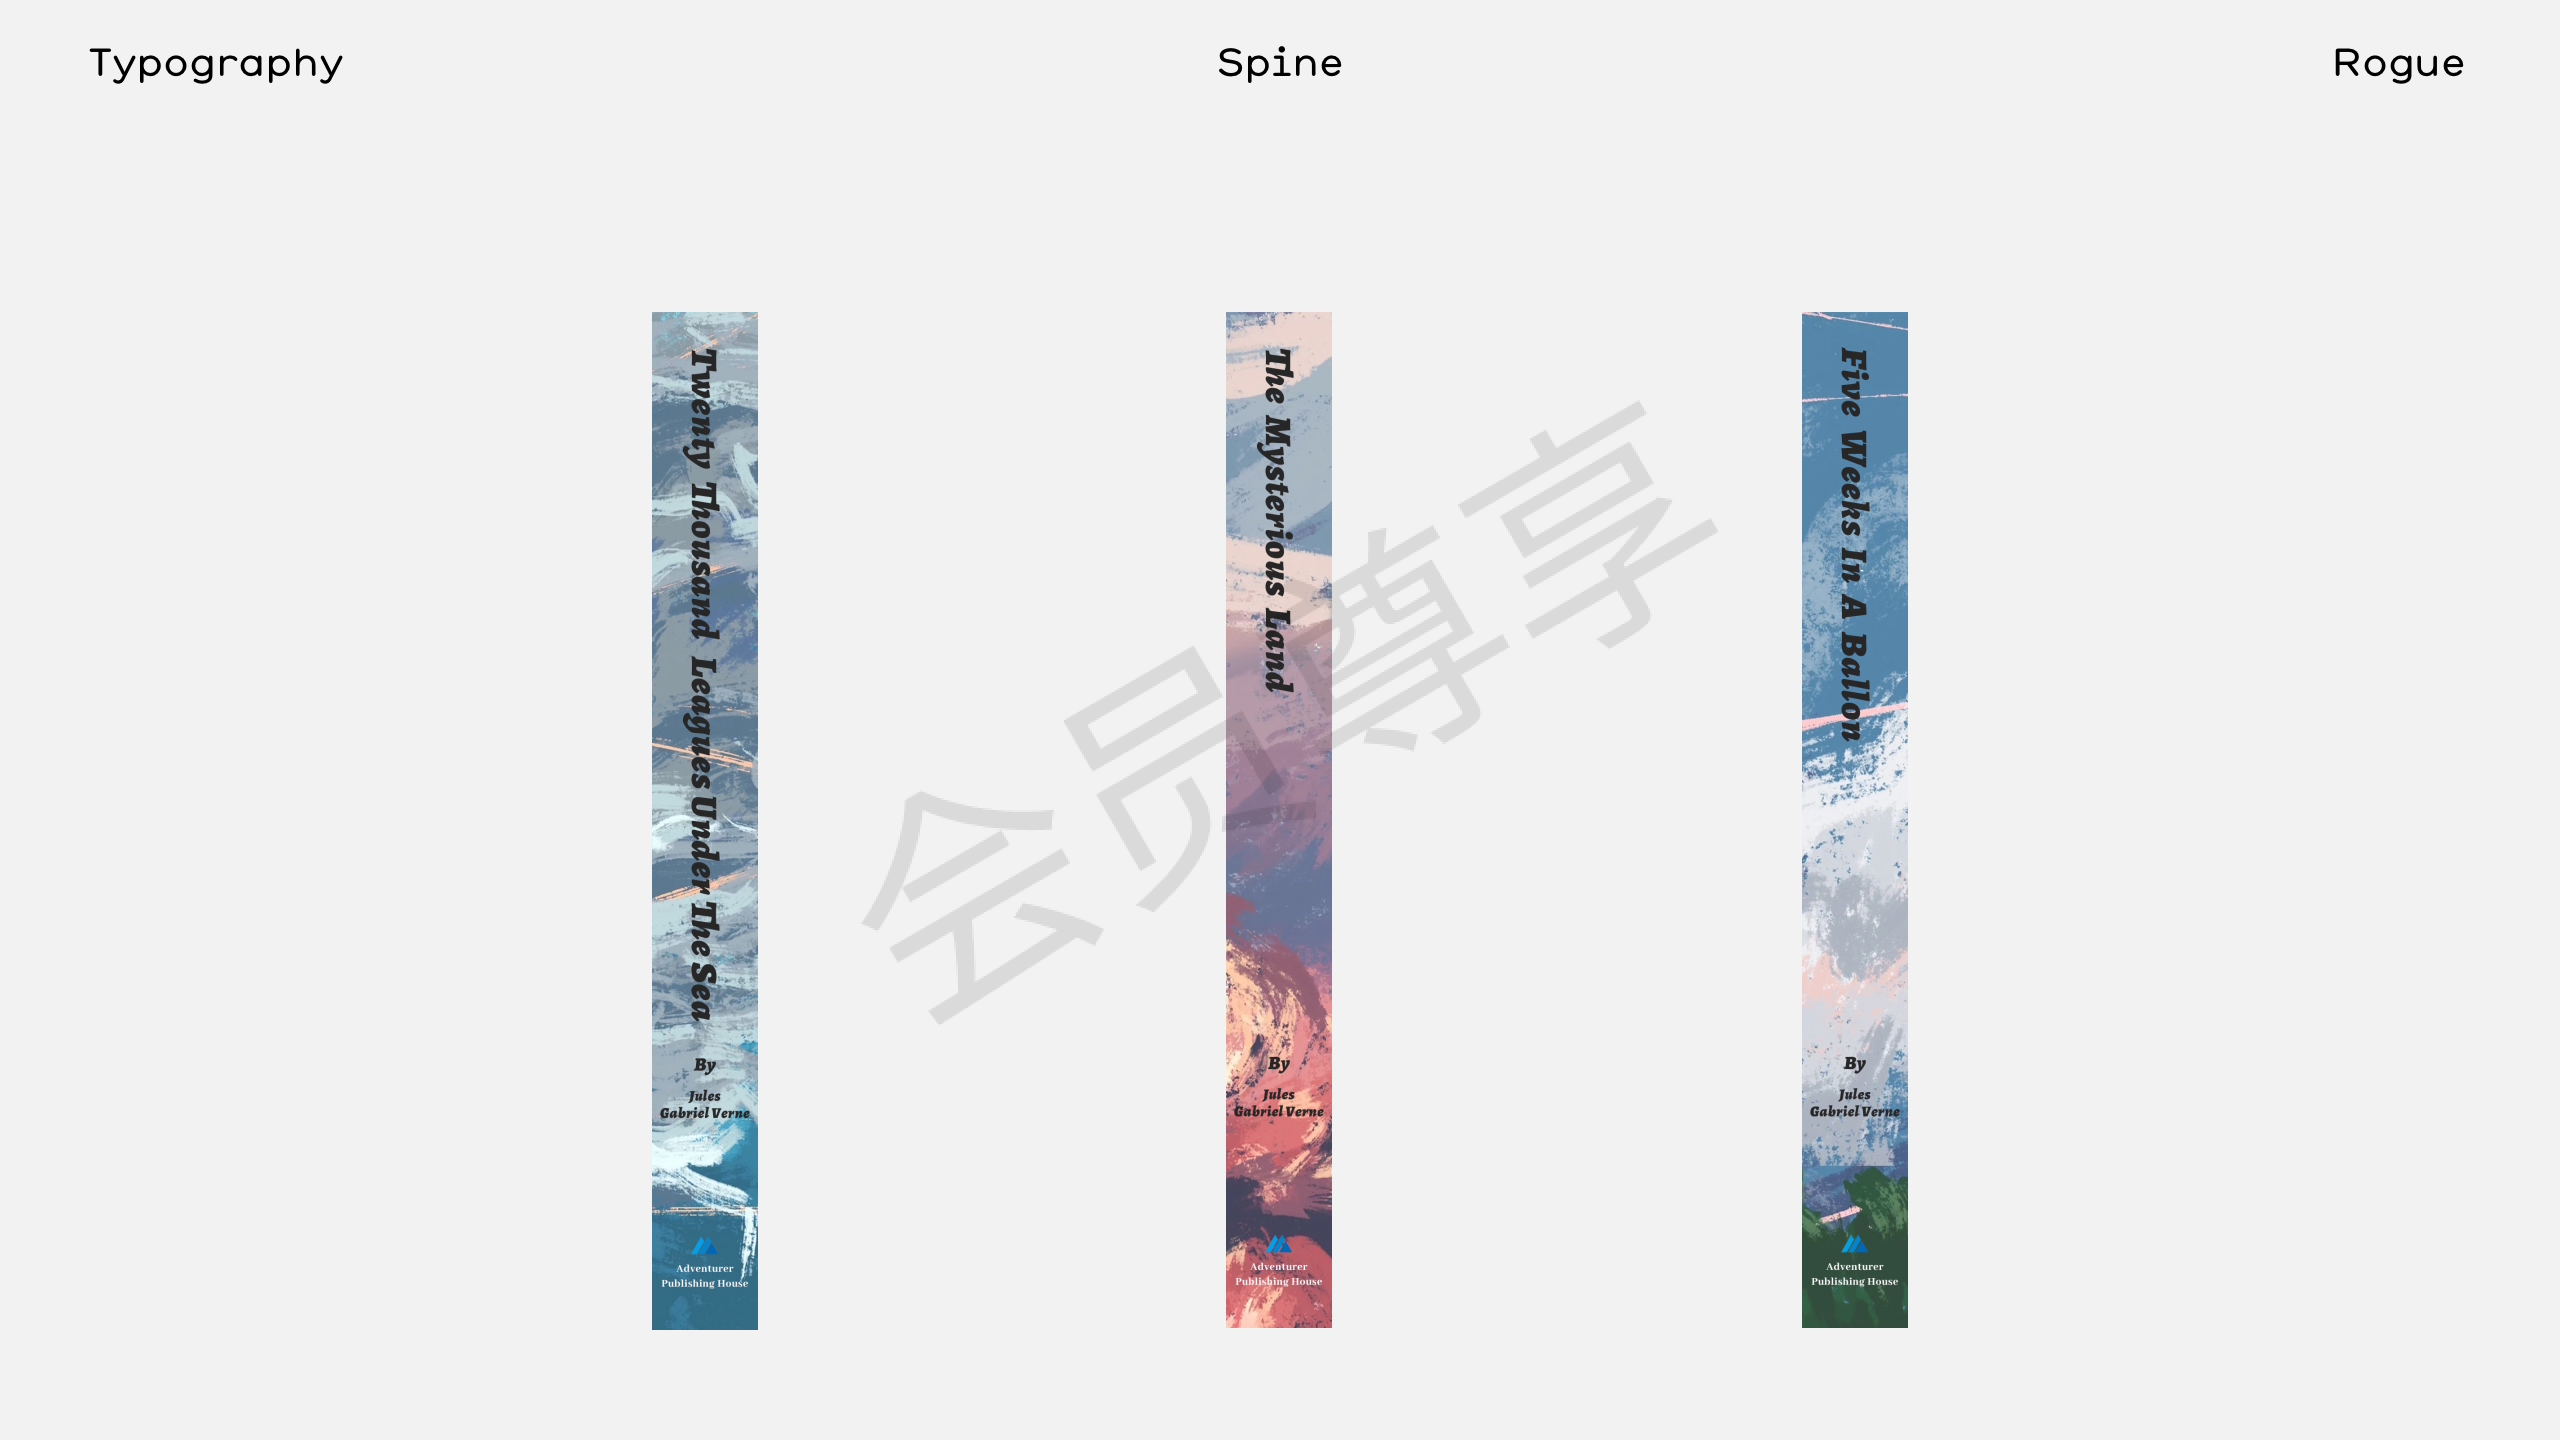 Typography
Spine
Rogue
Twenty Thousand Leagues Under The Sea
By
Jules
Gabriel Verne
Adventurer
Publishing House
The Mysterious Land
By
Jules
Gabriel Verne
Adventurer
Publishing House
Five Weeks In A Ballon
By
Jules
Gabriel Verne
Adventurer
Publishing House
会员尊享